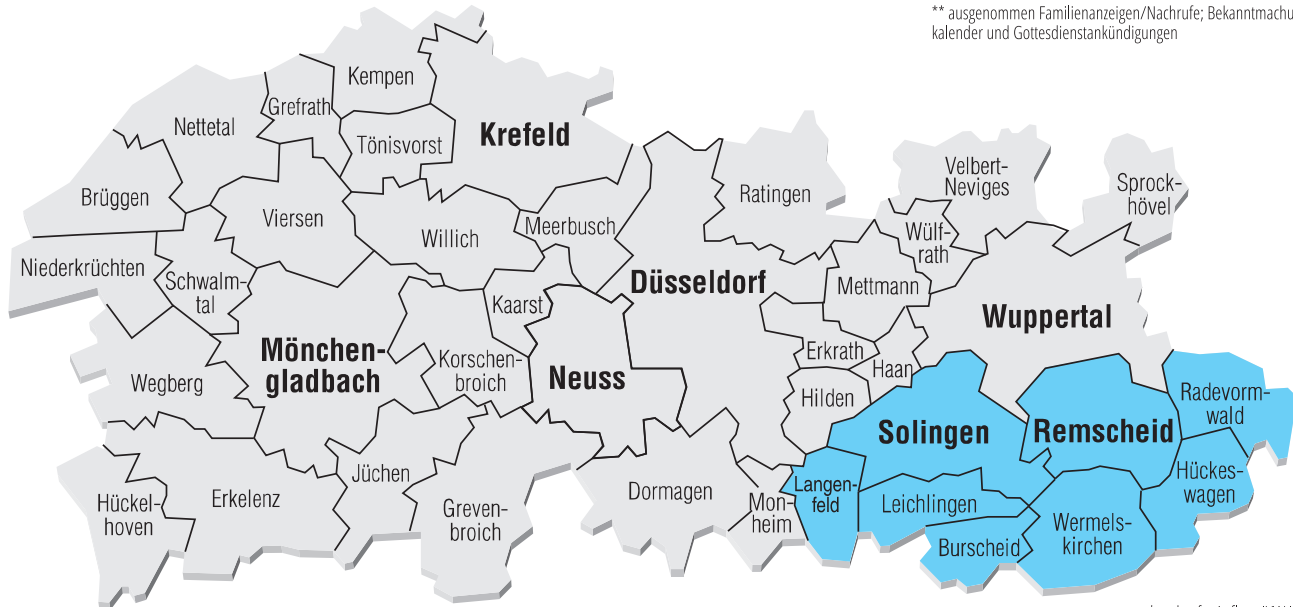 ** ausgenommen Familienanzeigen/Nachrufe; Bekanntmachu
kalender und Gottesdienstankündigungen
Kempen
Grefrath
Nettetal
Tönisvorst
Krefeld
Brüggen
Viersen
Willich
Meerbusch
Ratingen
Velbert-
Neviges
Sprock-
hövel
Wülf-
rath
Niederkrüchten
Schwalm-
tal
Kaarst
Düsseldorf
Mettmann
Wuppertal
Mönchen-
gladbach
Korschen-
broich
Neuss
Erkrath
Haan
Hilden
Wegberg
Solingen
Remscheid
Radevorm-
wald
Hückes-
wagen
Hückel-
hoven
Erkelenz
Jüchen
Greven-
broich
Dormagen
Mon-
heim
Langen-
feld
Leichlingen
Burscheid
Wermels-
kirchen